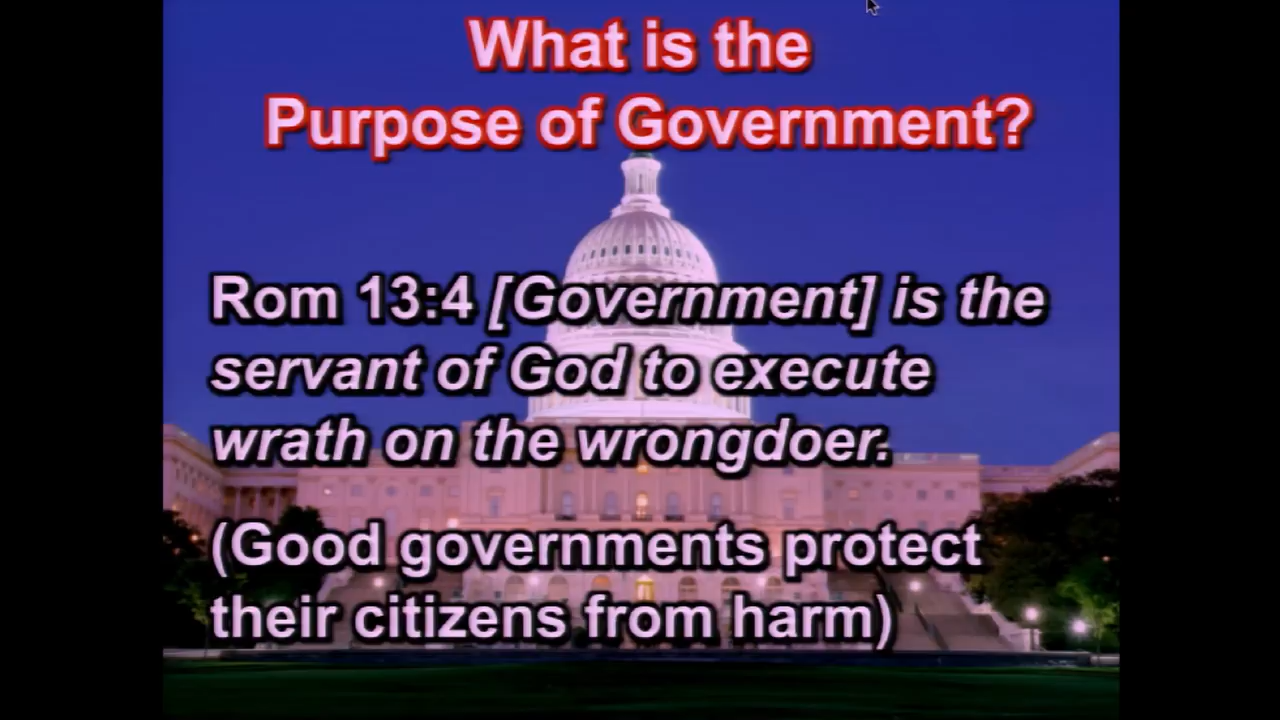 What is the
Purpose of Government?
Rom 13:4 [Government] is the
servant of God to execute
wrath on the wrongdoer.
(Good governments protect
their citizens from harm)